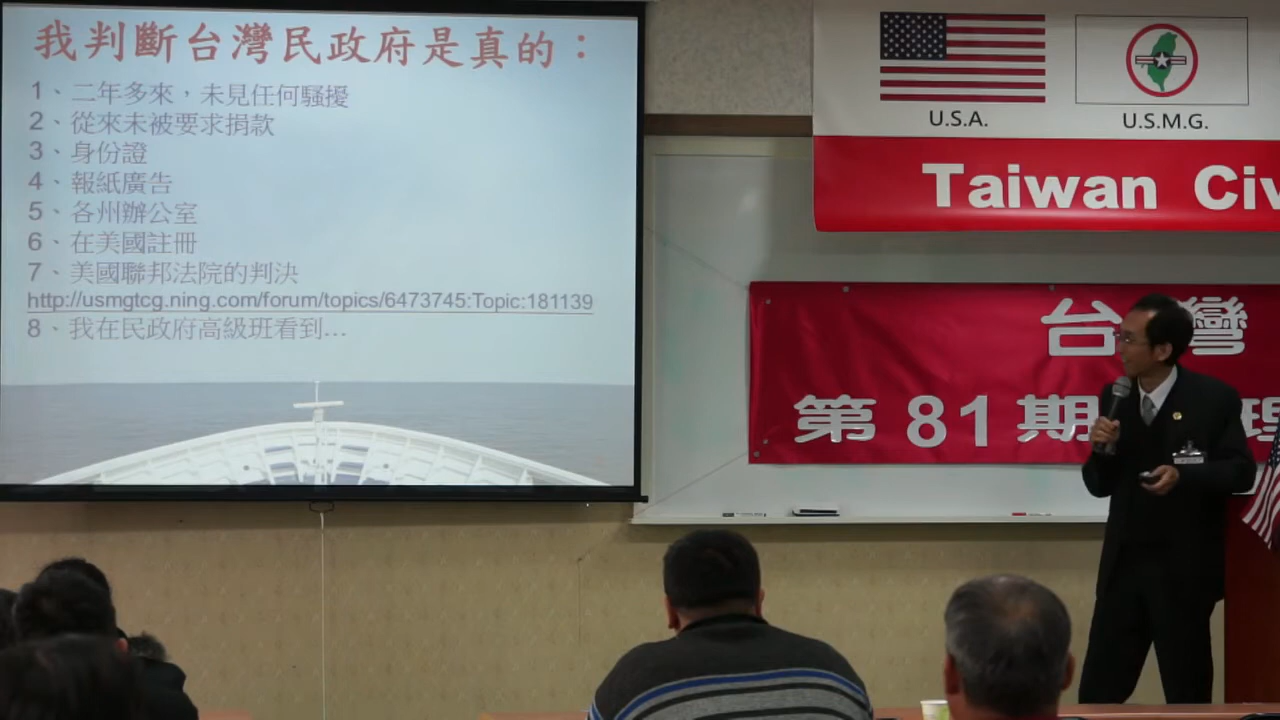 我判斷台灣民政府是真的：
1、二年多來，未見任何騷擾
2、從來未被要求捐款
3、身份證
4、報紙廣告
5、各州辦公室
6、在美國註冊
7、美國聯邦法院的判決
http://usmgtcg.ning.com/forum/topics/6473745:Topic:181139
8、我在民政府高級班看到...
U.S.A.
U.S.M.G.
Taiwan Civ
台灣
第81期 理